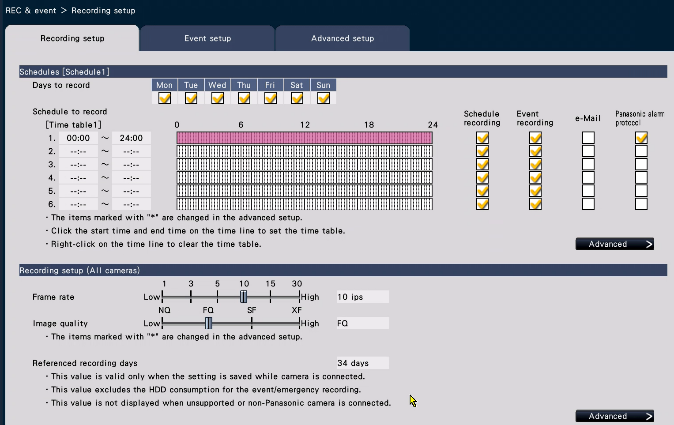 REC & event > Recording setup
Recording setup Event setup Advanced setup
Schedules [Schedule1]
Days to record Mon Tue Wed Thu Fri Sat Sun
Schedule to record
[Time table1] 0 6 12 18 24 Schedule recording Event recording e-Mail Panasonic alarm protocol
1. 00:00 ~ 24:00
2. --:-- ~ --:--
3. --:-- ~ --:--
4. --:-- ~ --:--
5. --:-- ~ --:--
6. --:-- ~ --:--
・The items marked with "*" are changed in the advanced setup.
・Click the start time and end time on the time line to set the time table.
・Right-click on the time line to clear the time table.
Advanced >
Recording setup (All cameras)
1 3 5 10 15 30
Frame rate Low High 10 ips
NQ FQ SF XF
Image quality Low High FQ
・The items marked with "*" are changed in the advanced setup.
Referenced recording days 34 days
・This value is valid only when the setting is saved while camera is connected.
・This value excludes the HDD consumption for the event/emergency recording.
・This value is not displayed when unsupported or non-Panasonic camera is connected.
Advanced >